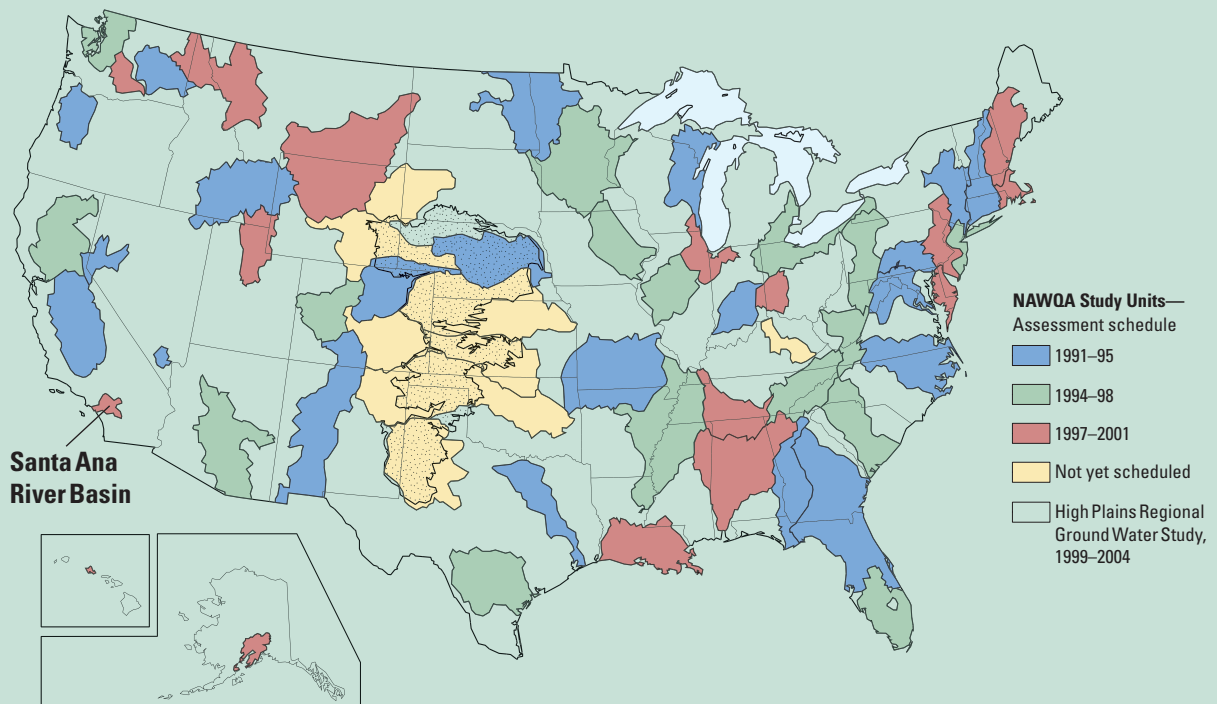 NAWQA Study Units—
Assessment schedule
1991–95
1994–98
1997–2001
Not yet scheduled
High Plains Regional
Ground Water Study,
1999–2004
Santa Ana
River Basin